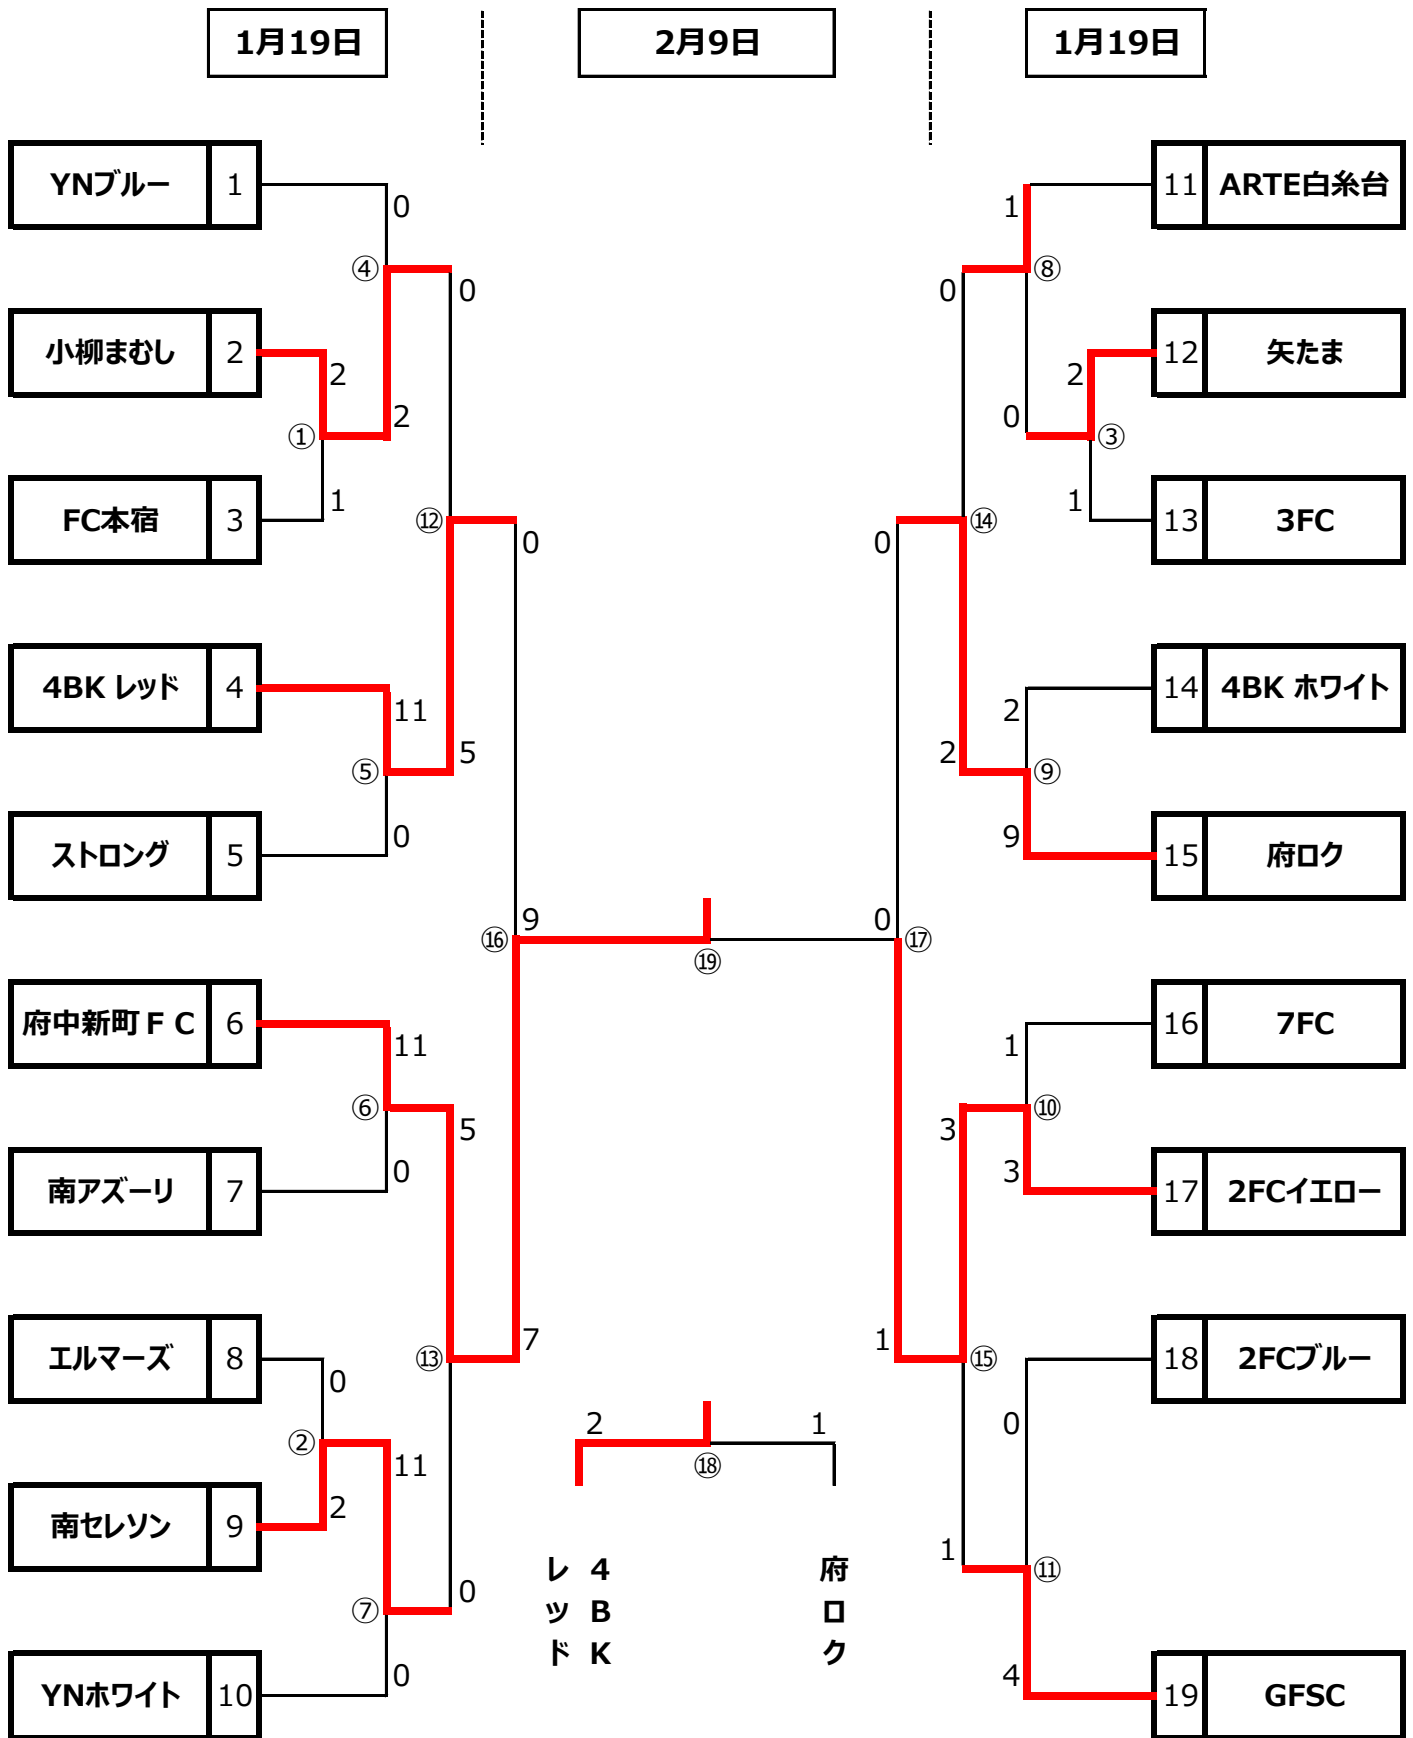 1月19日 2月9日 1月19日
YNブルー 1 11 ARTE白糸台
0 1
④ ⑧
0 0
小柳まむし 2 12 矢たま
2 2
2 0
① ③
1 1
FC本宿 3 13 3FC
⑫ ⑭
0 0
4BK レッド 4 14 4BK ホワイト
11 2
5 2
⑤ ⑨
0 9
ストロング 5 15 府ロク
9 0
⑯ ⑰
⑲
府中新町ＦＣ 6 16 7FC
11 1
⑥ ⑩
5 3
0 3
南アズーリ 7 17 2FCイエロー
7 1
エルマーズ 8 ⑬ ⑮ 18 2FCブルー
0
2 1 0
② ⑱
11
2
南セレソン 9
1
4BK
レッド
府ロク
0 ⑪
⑦
0 4
YNホワイト 10 19 GFSC